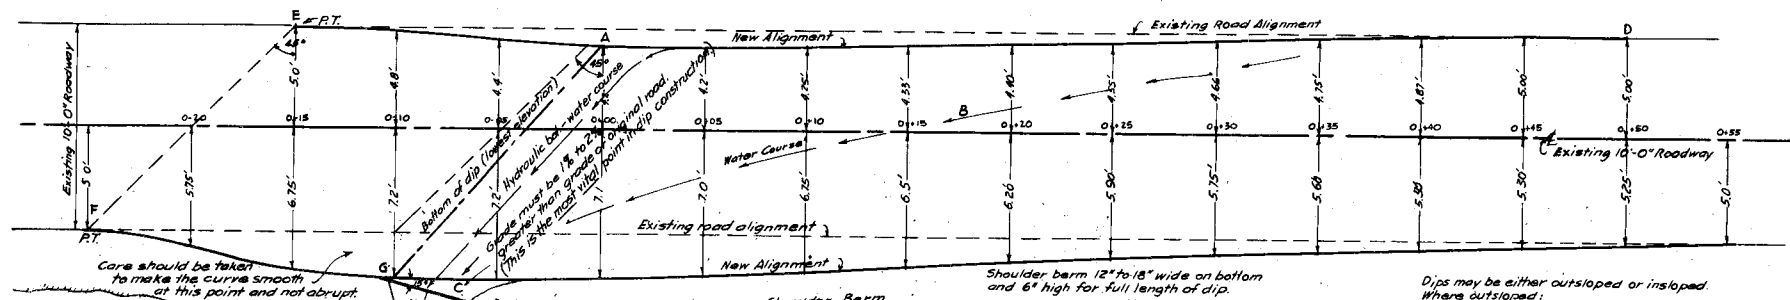 E
P.T.
Existing Road Alignment
New Alignment
A
D
45°
45°
Existing 10'-0" Roadway
5.0'
4.8'
4.4'
4.2'
4.2'
4.25'
4.33'
4.40'
4.55'
4.66'
4.75'
4.87'
5.00'
5.00'
Bottom of dip (lowest elevation)
Hydraulic bar - water course
Grade must be 1% to 2%
greater than grade of original road.
(This is the most vital point in dip construction)
B
Water Course
0-20
0-15
0-10
0-05
0+00
0+05
0+10
0+15
0+20
0+25
0+30
0+35
0+40
0+45
0+50
0+55
Existing 10'-0" Roadway
5.0'
5.75'
6.75'
7.2'
7.2'
7.1'
7.0'
6.75'
6.5'
6.20'
5.90'
5.75'
5.60'
5.30'
5.25'
5.0'
F
P.T.
Existing road alignment
New Alignment
G
C
15°
Care should be taken
to make the curve smooth
at this point and not abrupt.
Shoulder Berm
Shoulder berm 12" to 18" wide on bottom
and 6" high for full length of dip.
Dips may be either outsloped or insloped.
Where outsloped: